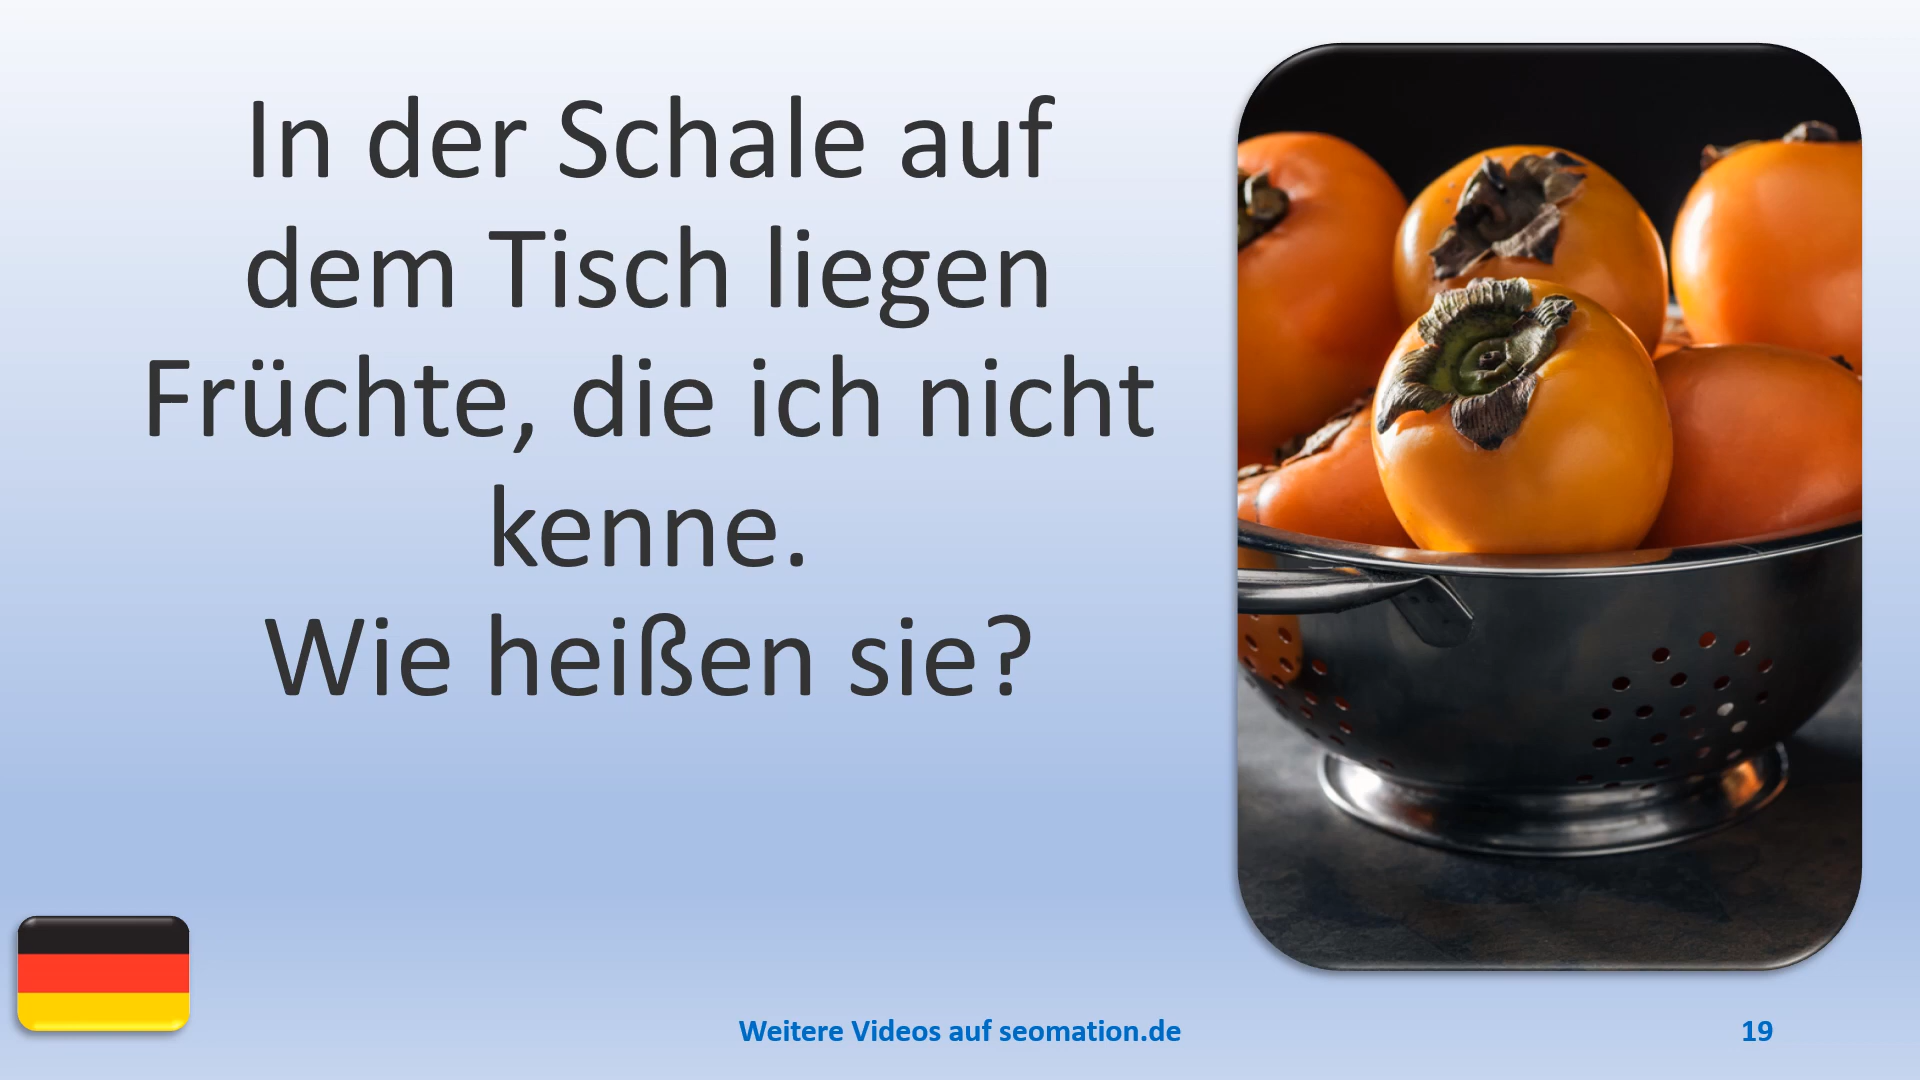 In der Schale auf
dem Tisch liegen
Früchte, die ich nicht
kenne.
Wie heißen sie?
Weitere Videos auf seomation.de
19